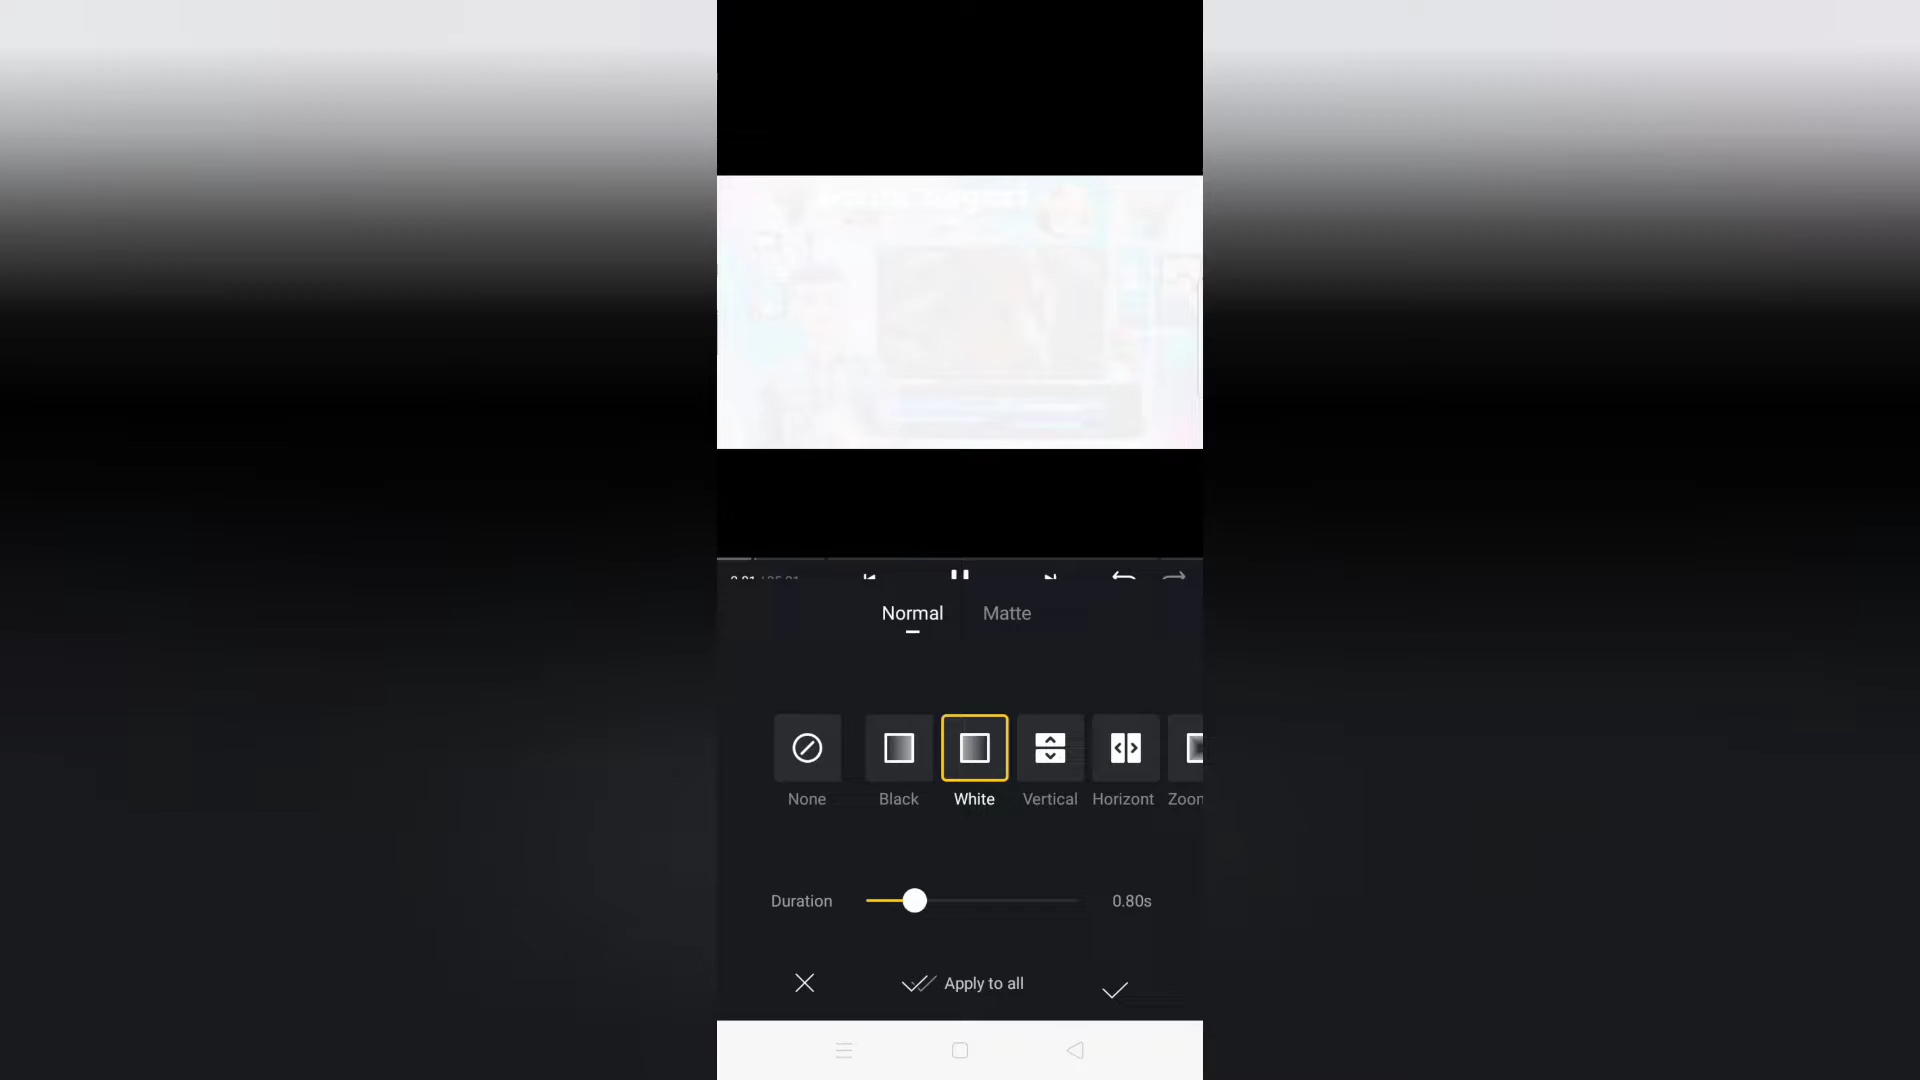 Normal Matte
None Black White Vertical Horizont Zoon
Duration 0.80s
Apply to all